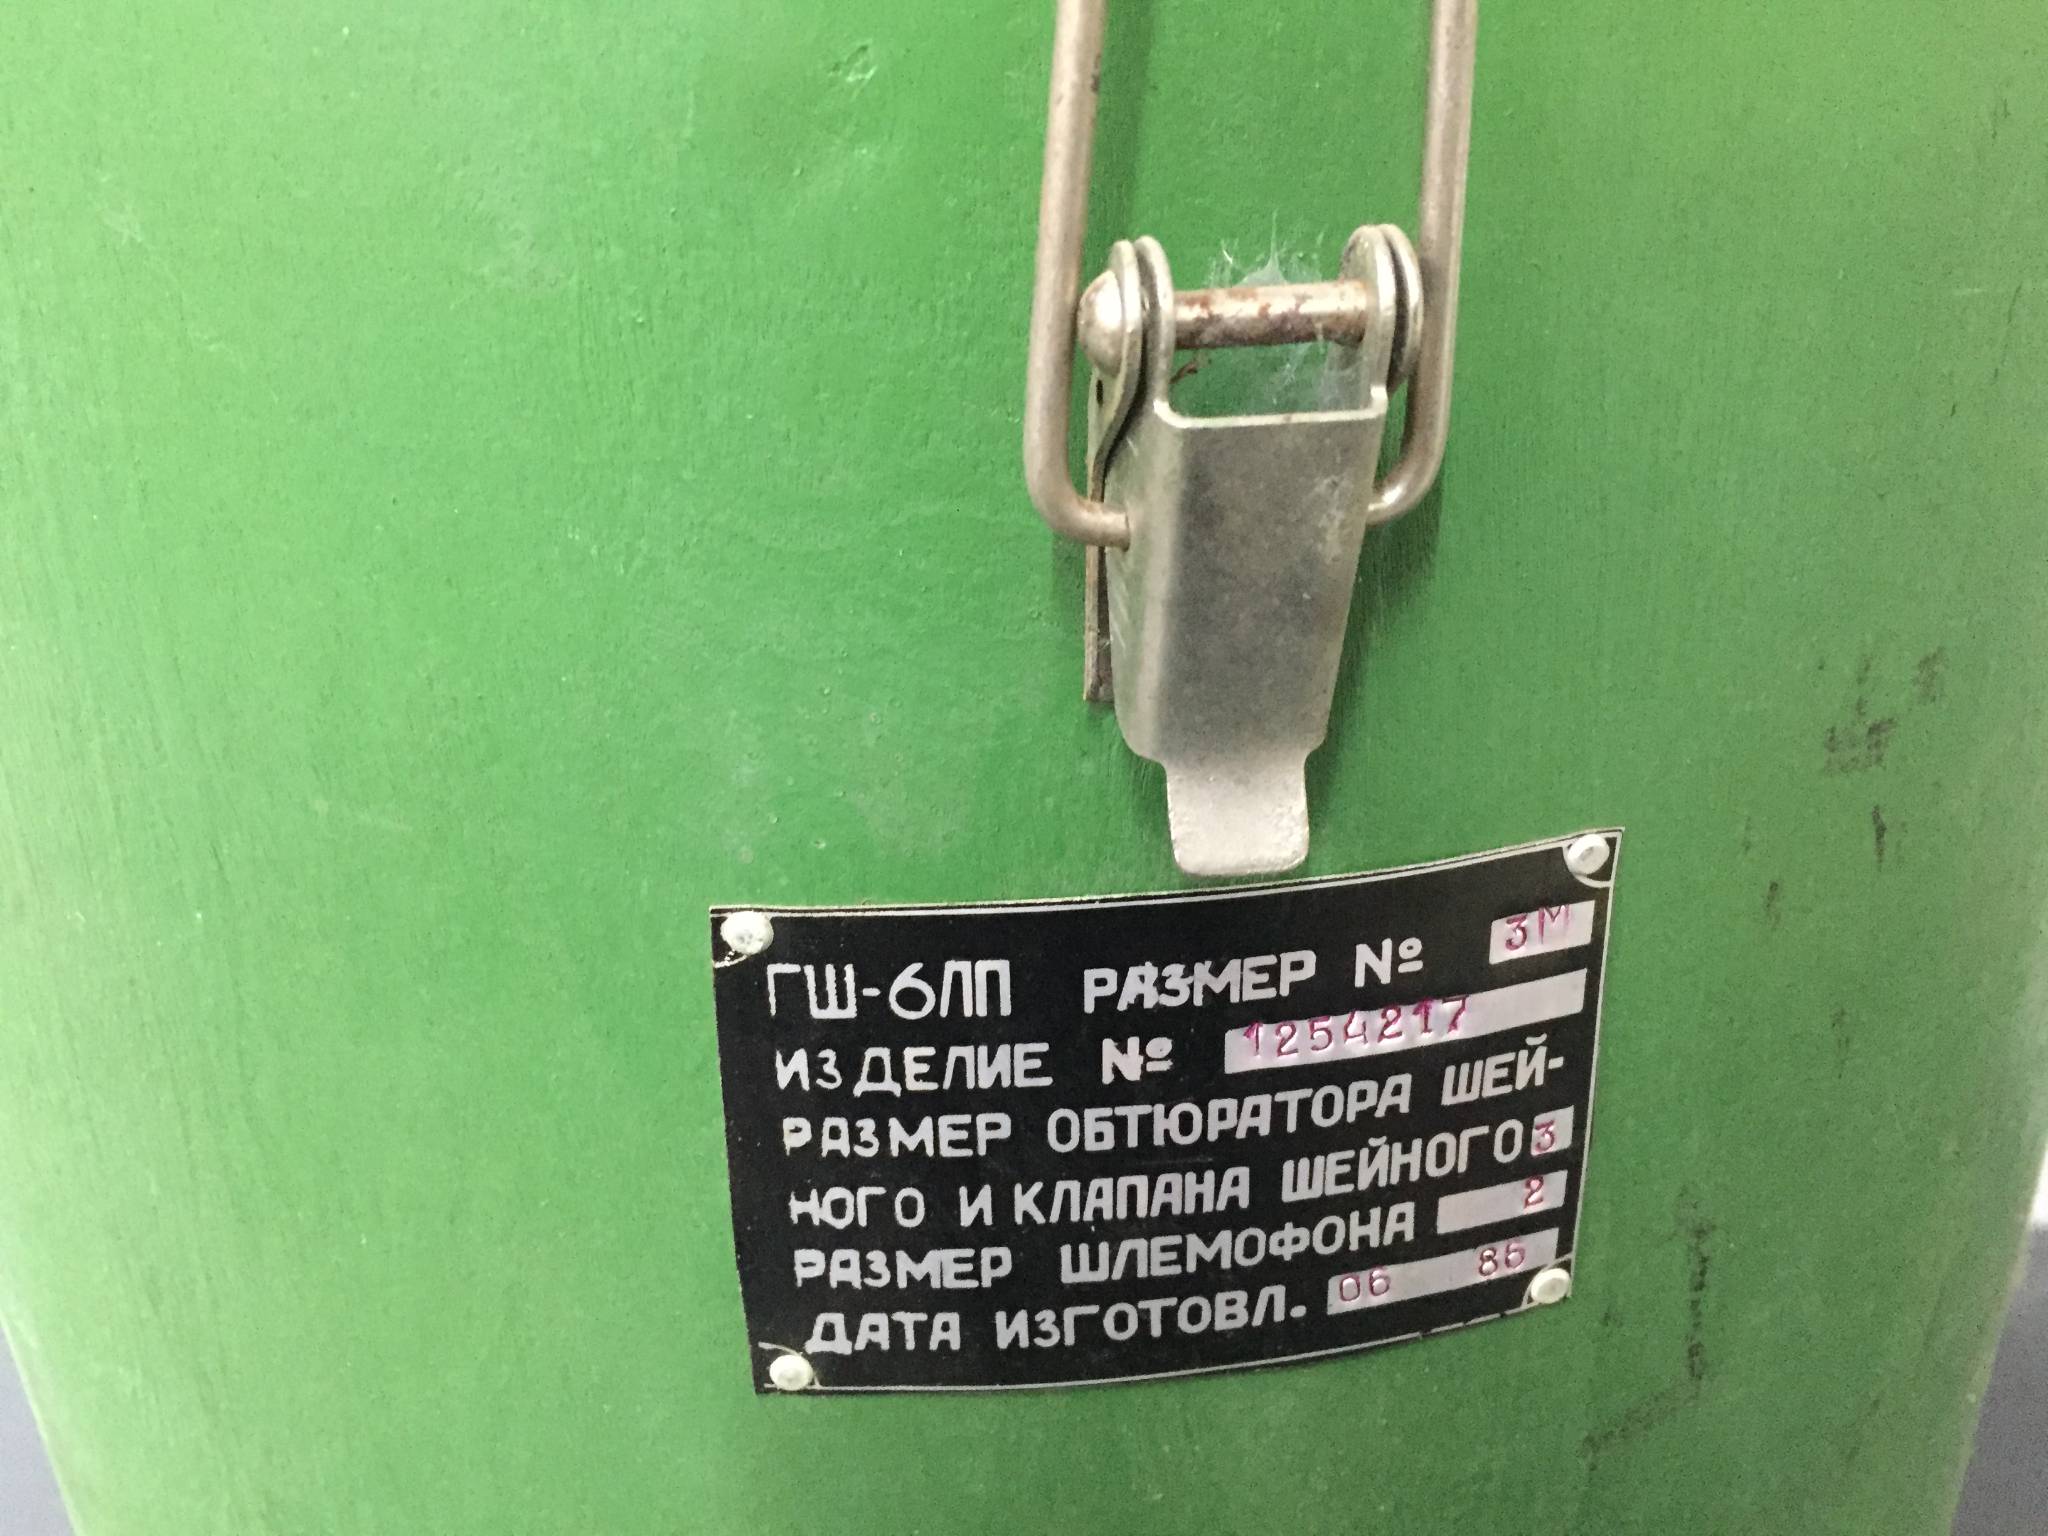 ГШ-6ЛП РАЗМЕР № 3М
ИЗДЕЛИЕ № 1254217
РАЗМЕР ОБТЮРАТОРА ШЕЙ-
НОГО И КЛАПАНА ШЕЙНОГО 3
РАЗМЕР ШЛЕМОФОНА 2
ДАТА ИЗГОТОВЛ. 06 86